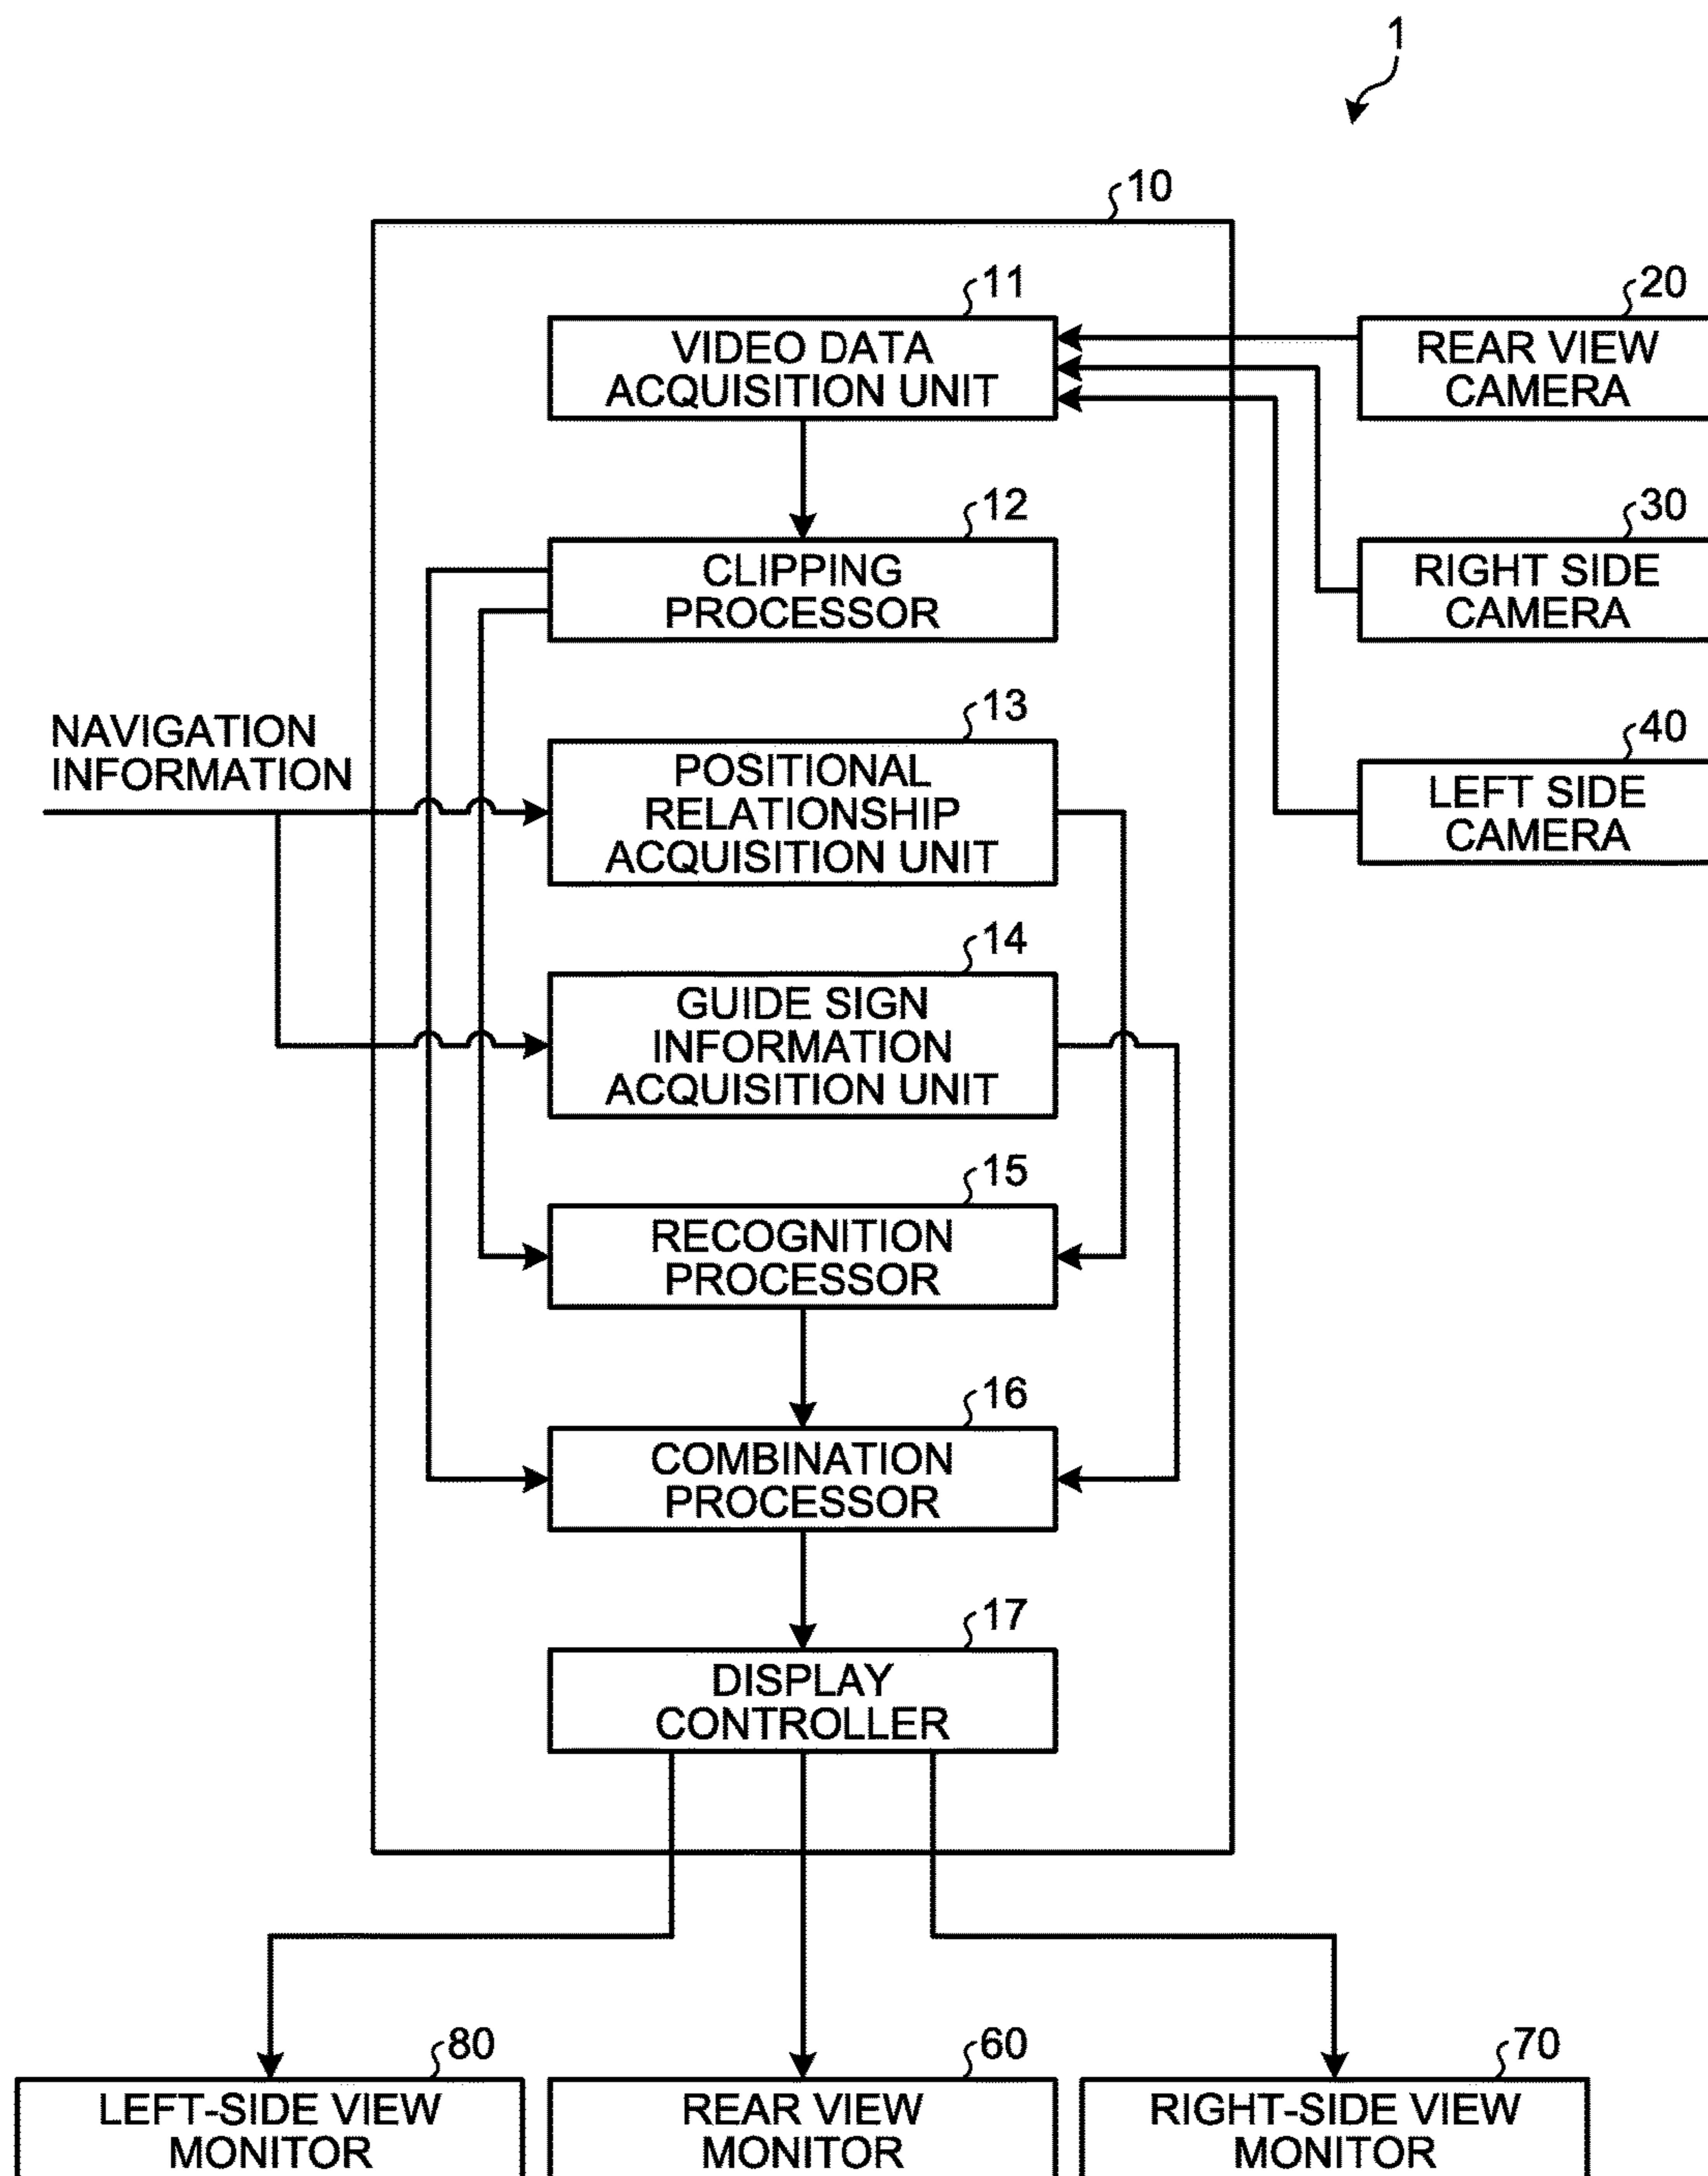 1
10
11
VIDEO DATA
ACQUISITION UNIT
20
REAR VIEW
CAMERA
12
CLIPPING
PROCESSOR
30
RIGHT SIDE
CAMERA
NAVIGATION
INFORMATION
13
POSITIONAL
RELATIONSHIP
ACQUISITION UNIT
40
LEFT SIDE
CAMERA
14
GUIDE SIGN
INFORMATION
ACQUISITION UNIT
15
RECOGNITION
PROCESSOR
16
COMBINATION
PROCESSOR
17
DISPLAY
CONTROLLER
80
LEFT-SIDE VIEW
MONITOR
60
REAR VIEW
MONITOR
70
RIGHT-SIDE VIEW
MONITOR